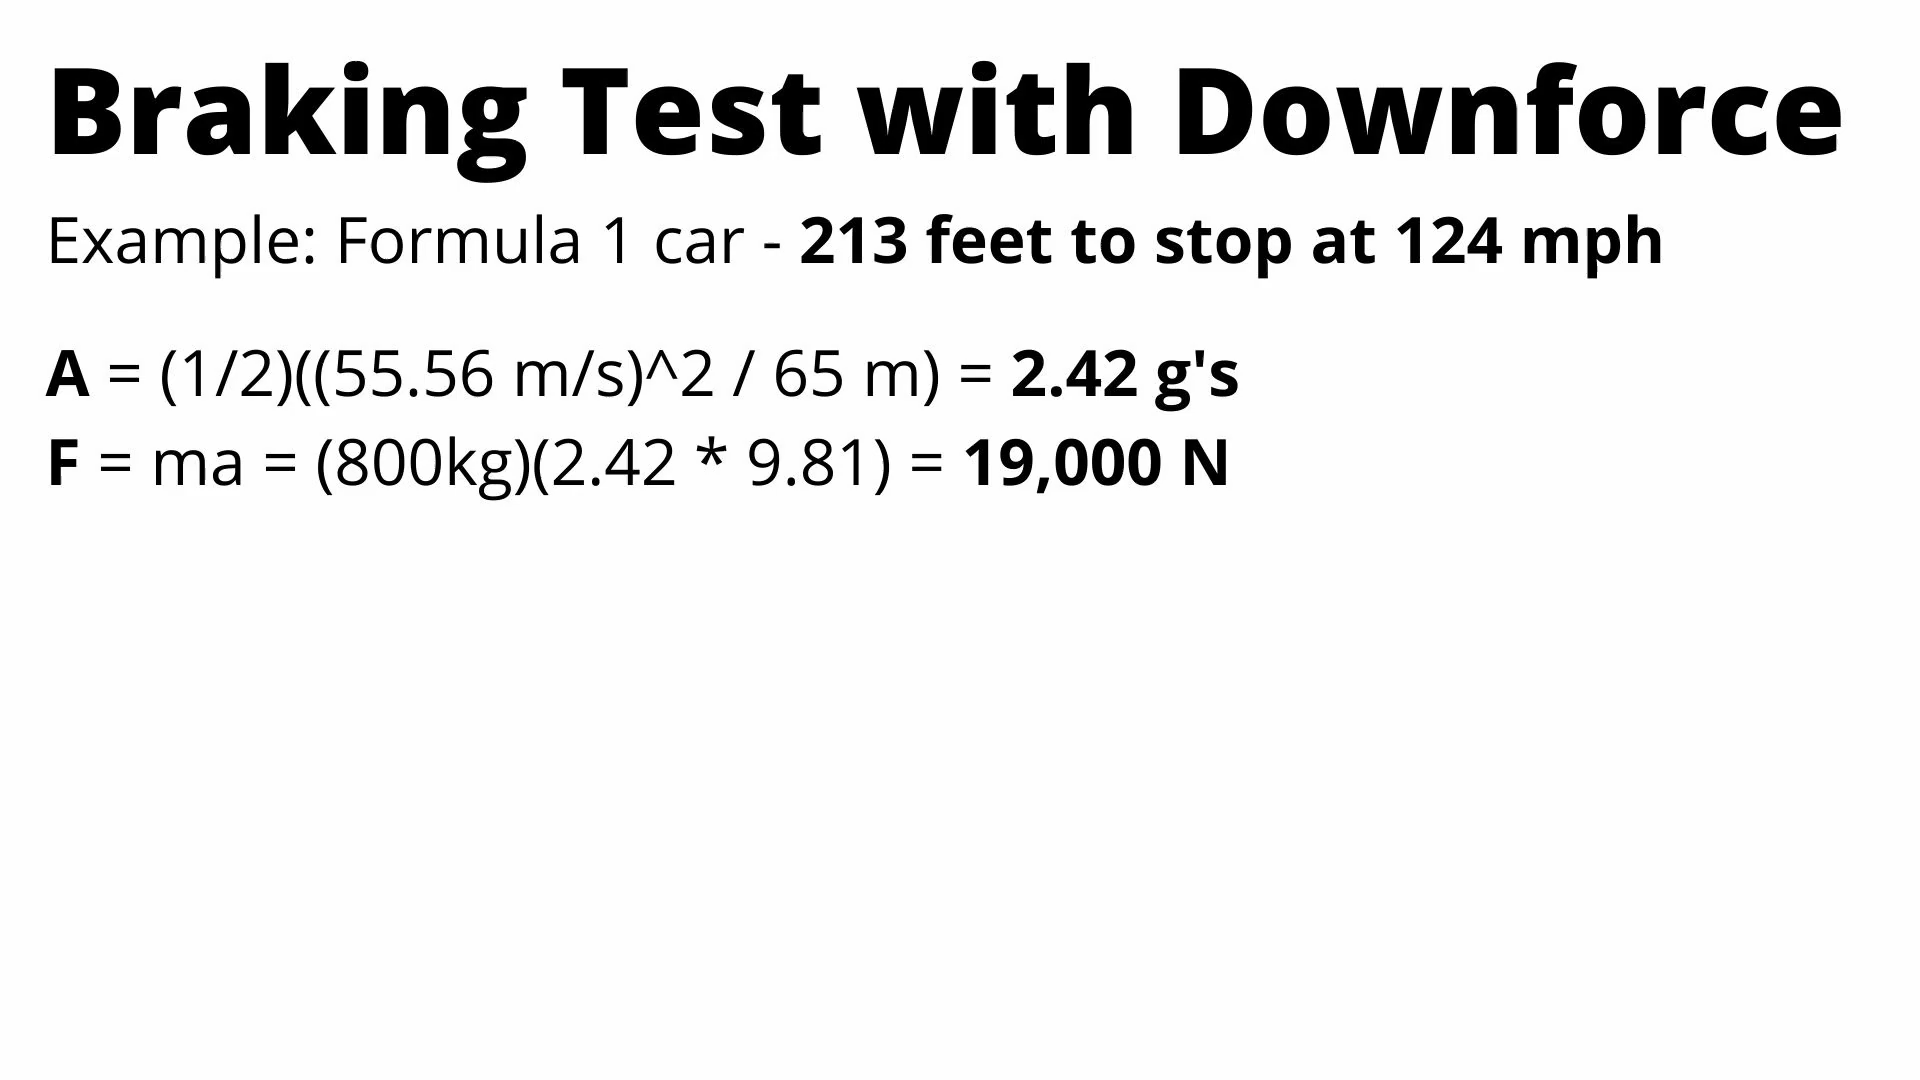 Braking Test with Downforce
Example: Formula 1 car - 213 feet to stop at 124 mph
A = (1/2)((55.56 m/s)^2 / 65 m) = 2.42 g's
F = ma = (800kg)(2.42 * 9.81) = 19,000 N